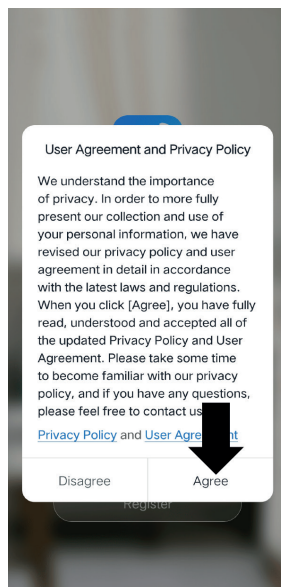 User Agreement and Privacy Policy
We understand the importance
of privacy. In order to more fully
present our collection and use of
your personal information, we have
revised our privacy policy and user
agreement in detail in accordance
with the latest laws and regulations.
When you click [Agree], you have fully
read, understood and accepted all of
the updated Privacy Policy and User
Agreement. Please take some time
to become familiar with our privacy
policy, and if you have any questions,
please feel free to contact us
Privacy Policy and User Agreement
Disagree
Agree
Register